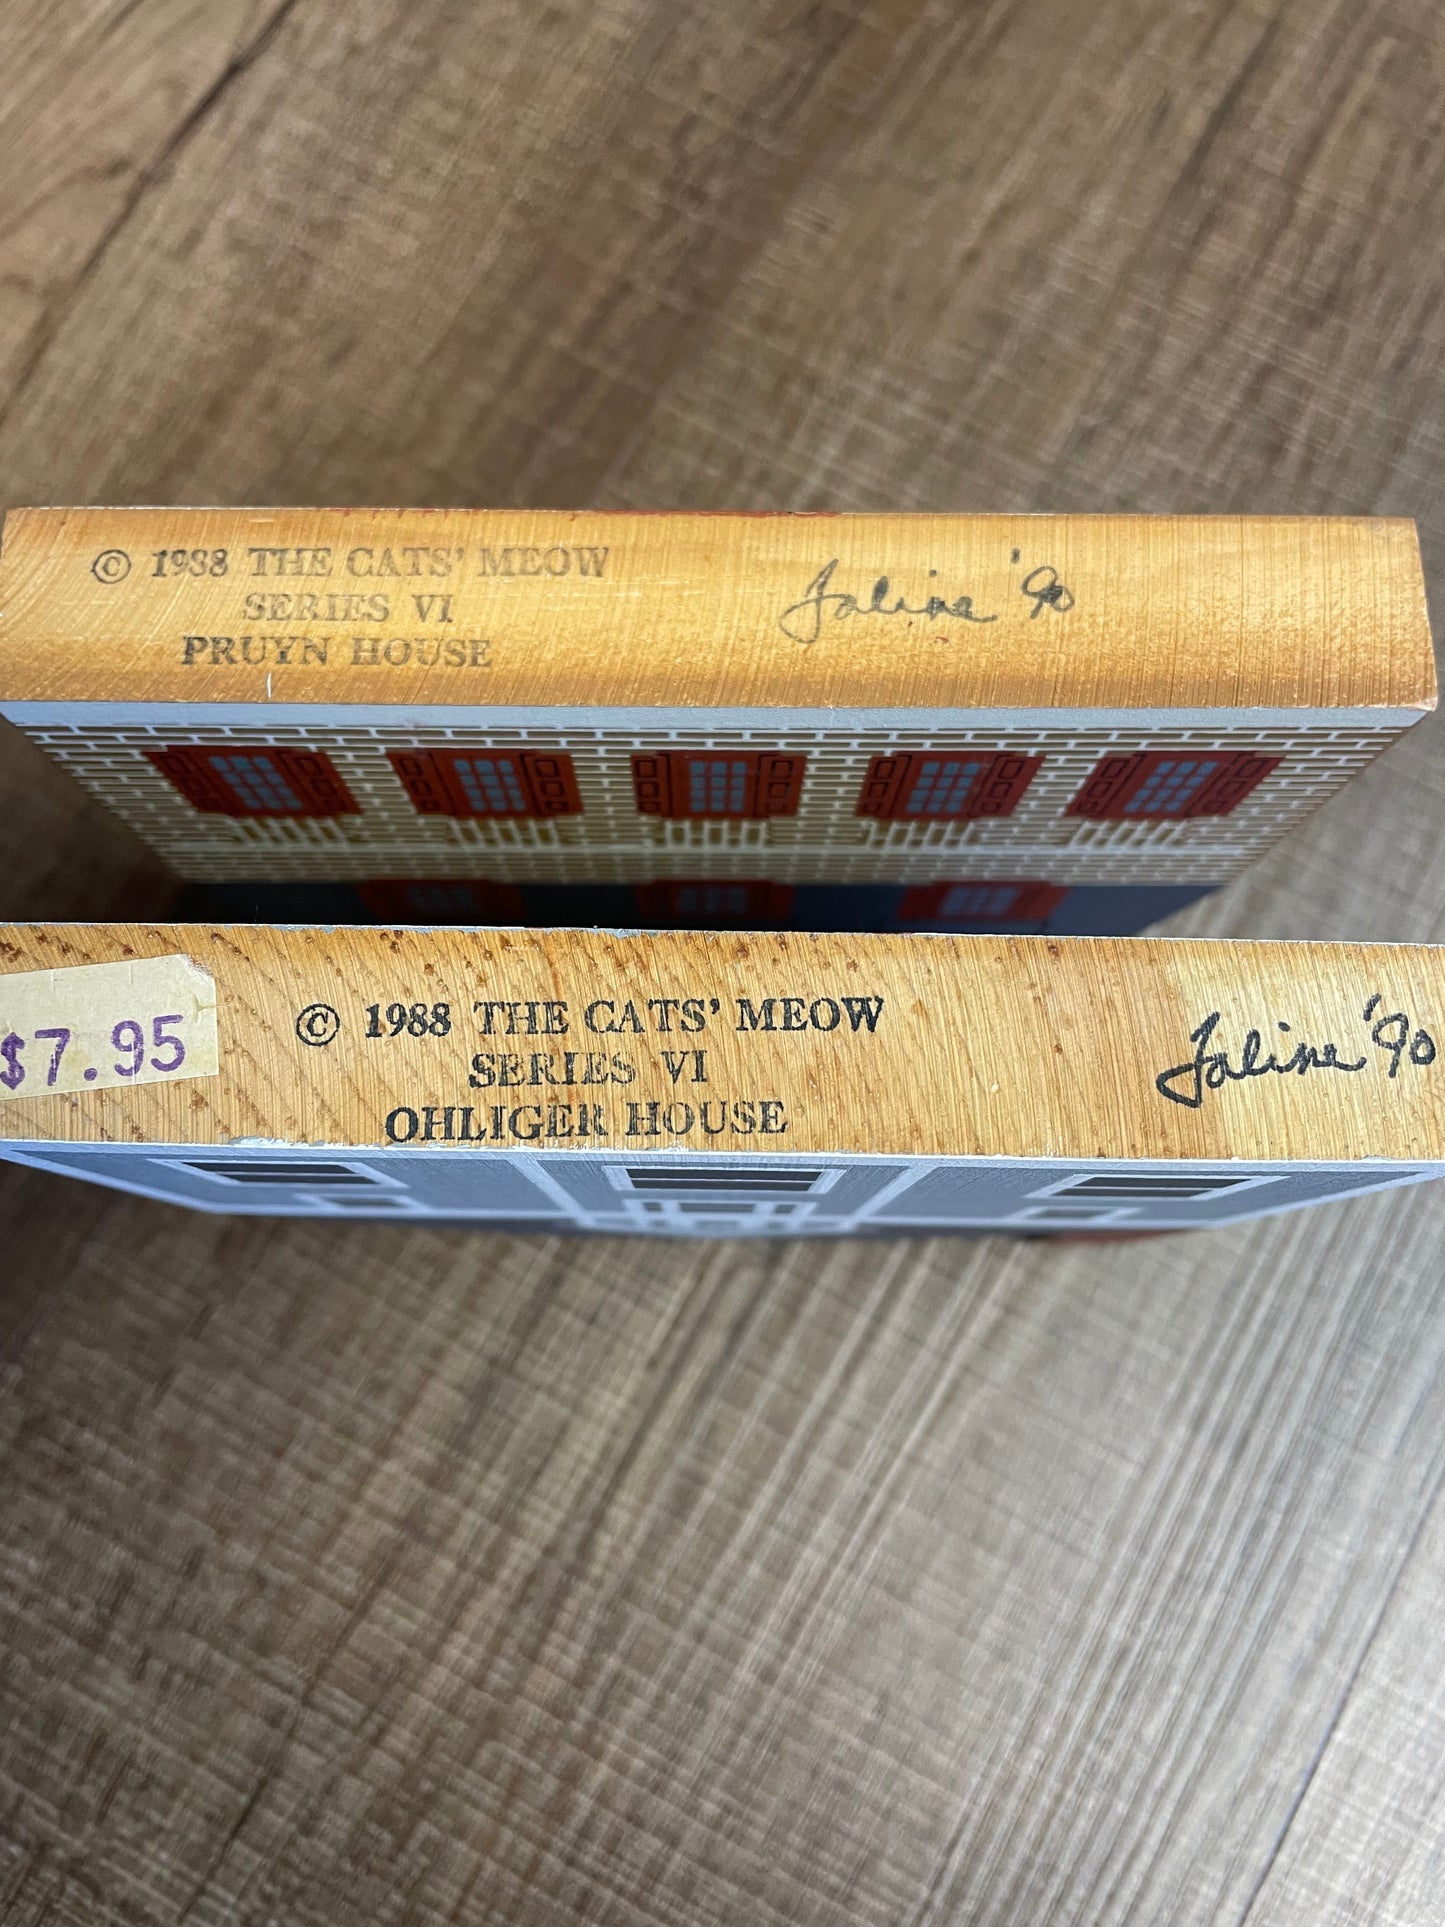 © 1988 THE CATS' MEOW
SERIES VI
PRUYN HOUSE
Faline '90
$7.95
© 1988 THE CATS' MEOW
SERIES VI
OHLIGER HOUSE
Faline '90